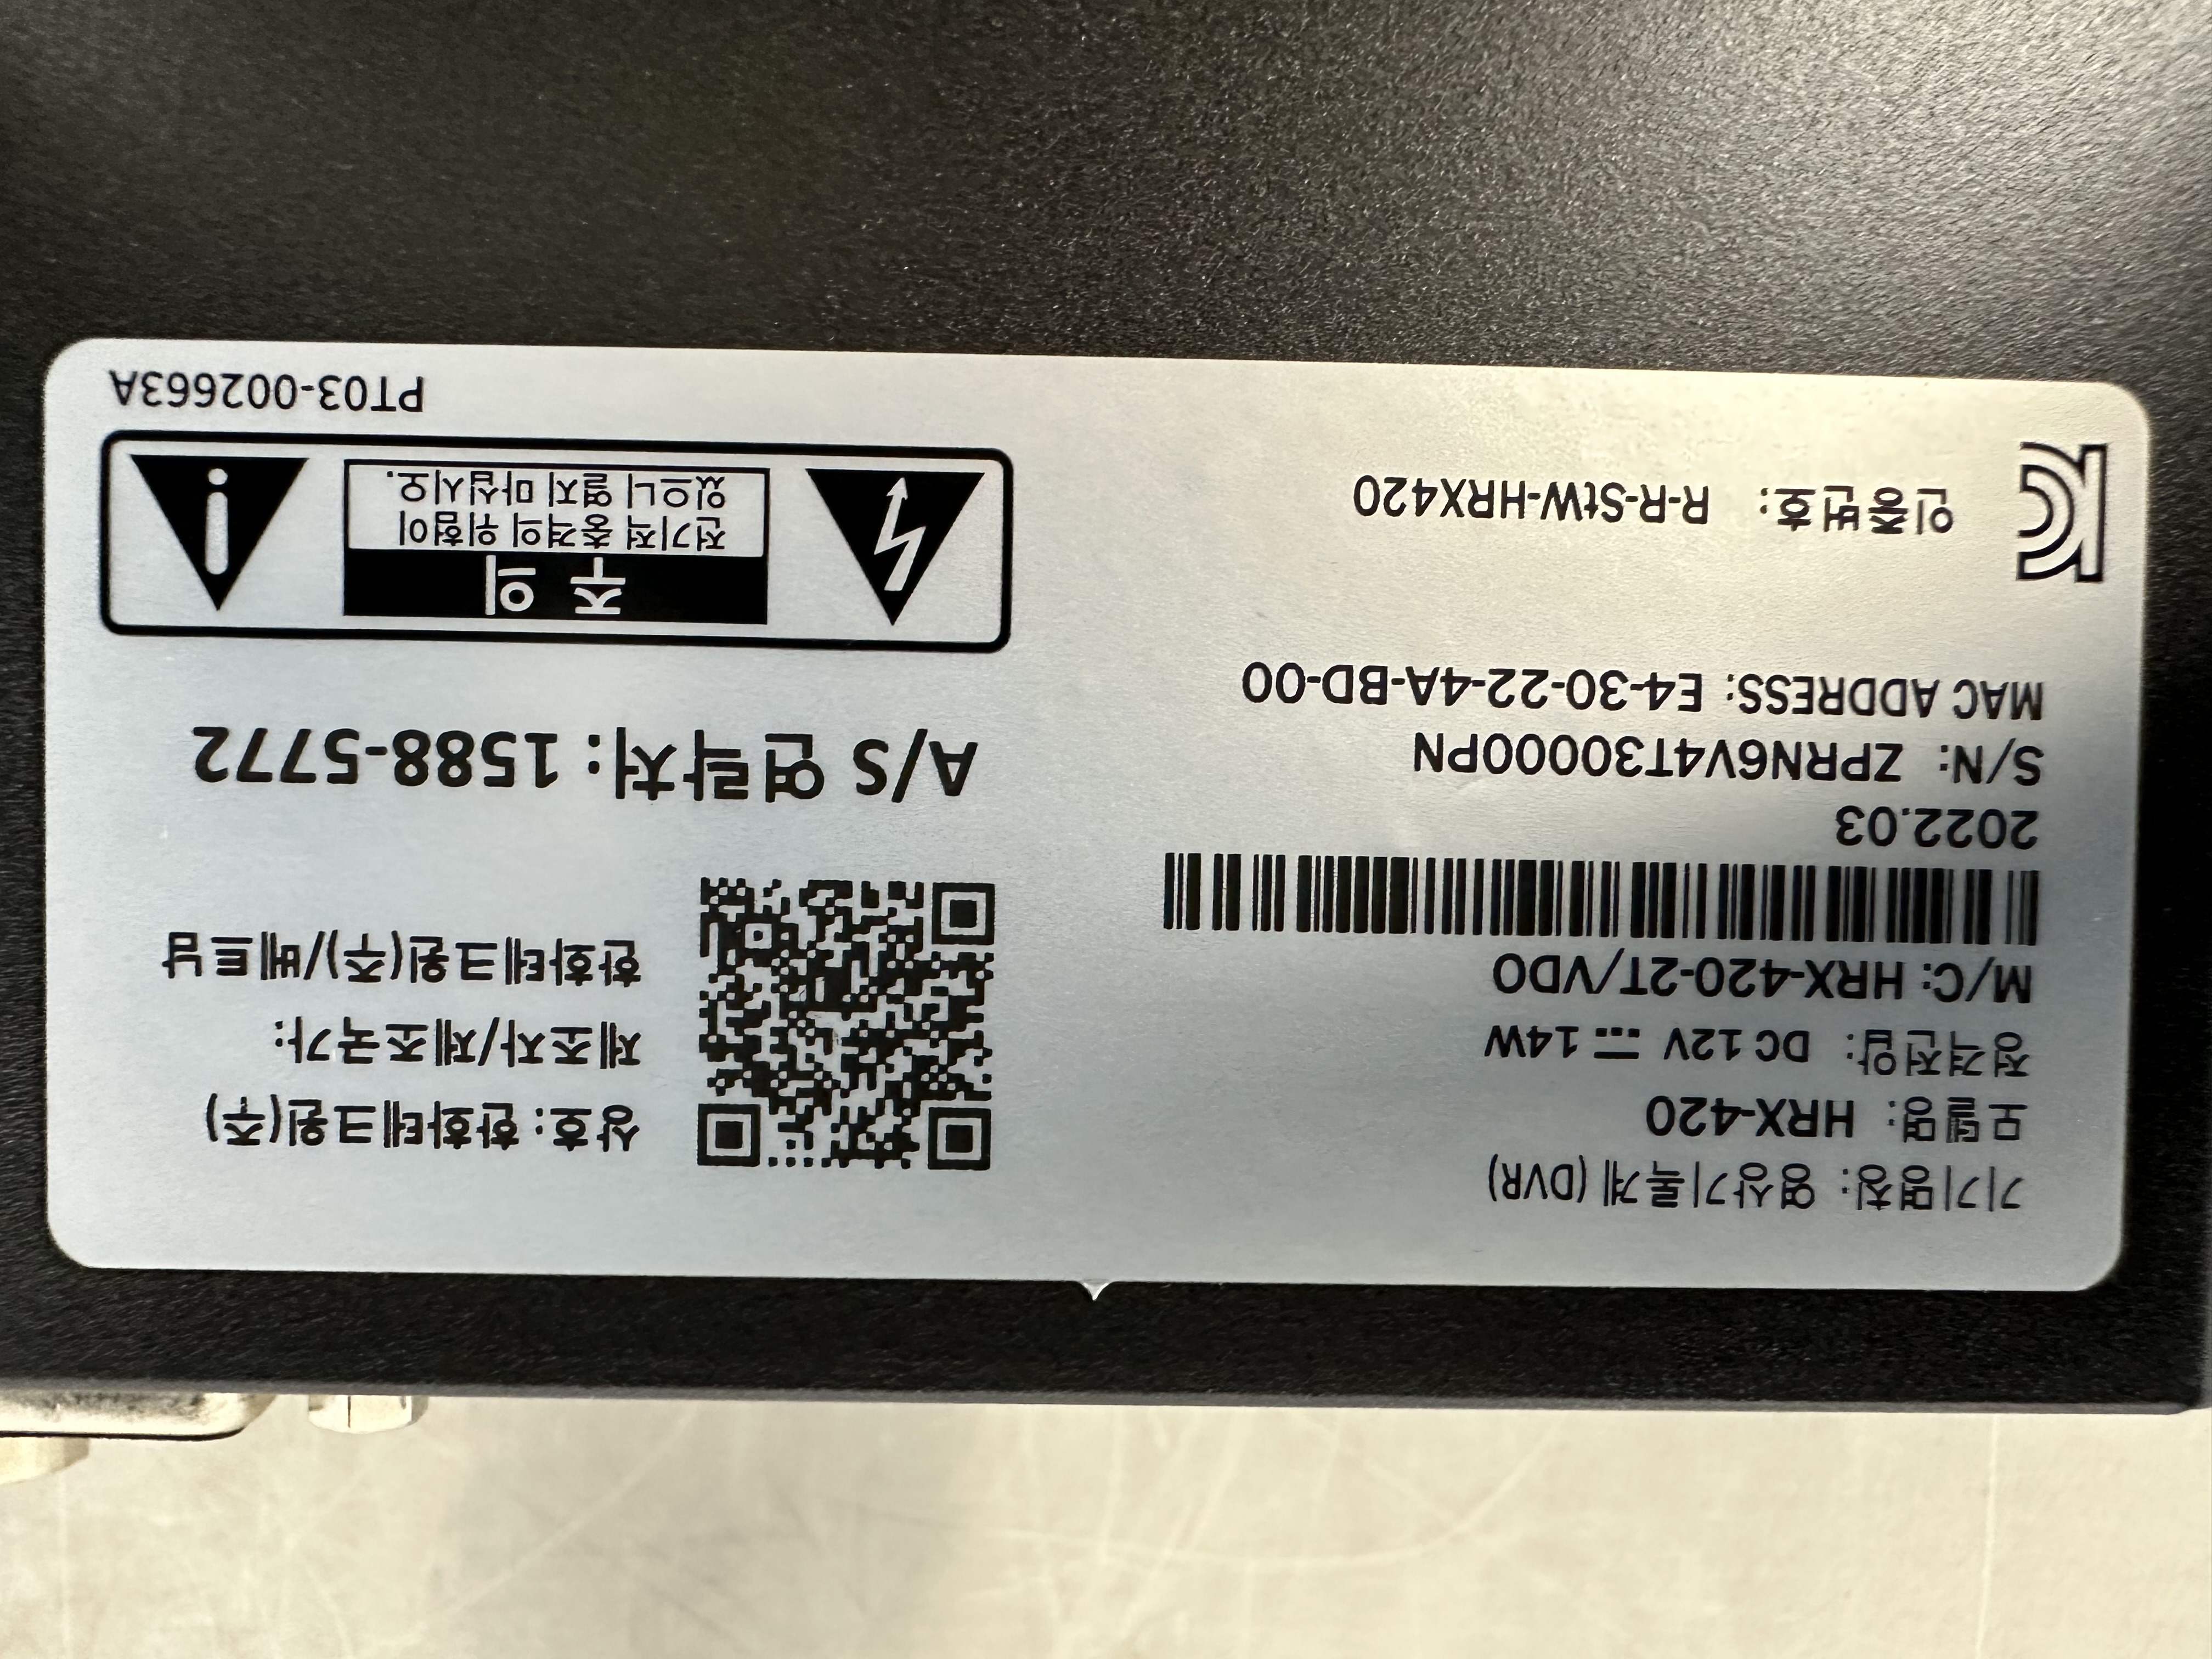 기기명칭: 영상기록계 (DVR)
모델명: HRX-420
정격전압: DC 12V ⎓ 14W
M/C: HRX-420-2T/VDO
2022.03
S/N: ZPRN6V4T30000PN
MAC ADDRESS: E4-30-22-4A-BD-00
인증번호: R-R-StW-HRX420
상호: 한화테크윈(주)
제조자/제조국가:
한화테크윈(주)/베트남
A/S 연락처: 1588-5772
주 의
전기적 충격의 위험이
있으니 열지 마십시오.
PT03-002663A